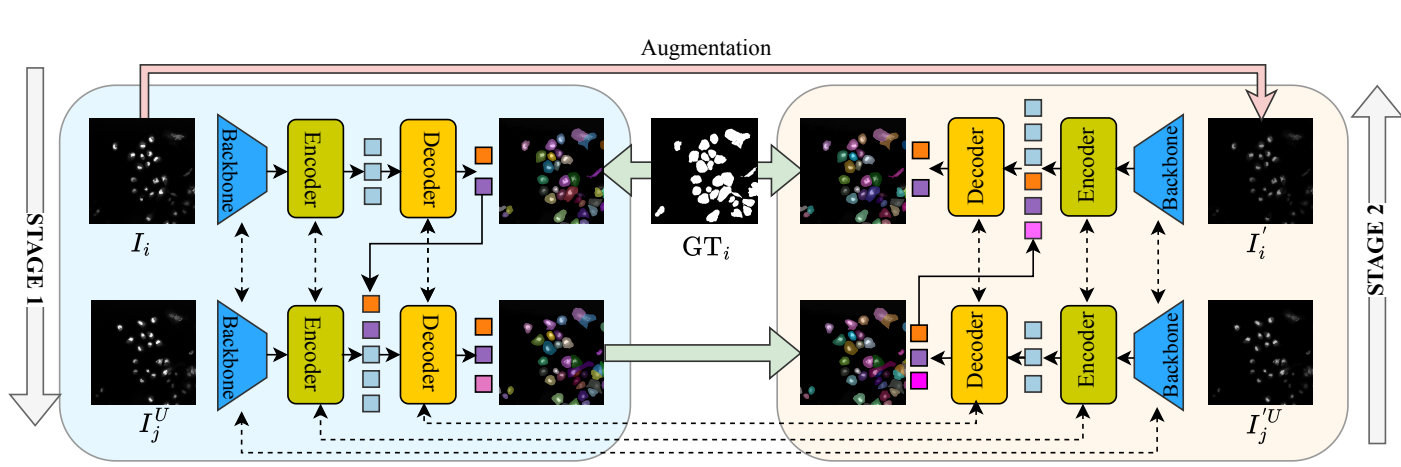 Augmentation
STAGE 1
Backbone
Encoder
Decoder
Decoder
Encoder
Backbone
STAGE 2
I_i
GT_i
I_i^'
Backbone
Encoder
Decoder
Decoder
Encoder
Backbone
I_j^U
I_j^{'U}